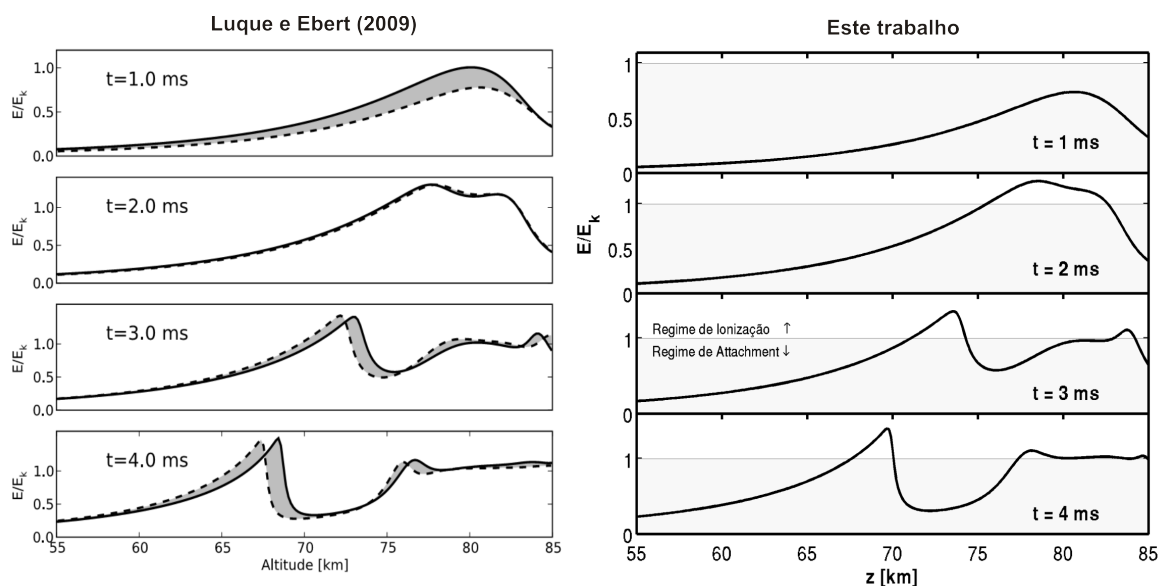 Luque e Ebert (2009)
t=1.0 ms
E/Ek
1.0
0.5
0.0
t=2.0 ms
E/Ek
1.0
0.5
0.0
t=3.0 ms
E/Ek
1.0
0.5
0.0
t=4.0 ms
E/Ek
1.0
0.5
0.0
55 60 65 70 75 80 85
Altitude [km]
Este trabalho
1
0.5
t = 1 ms
0
1
0.5
t = 2 ms
0
E/Ek
Regime de Ionização ↑
1
Regime de Attachment ↓
0.5
t = 3 ms
0
1
0.5
t = 4 ms
0
55 60 65 70 75 80 85
z [km]